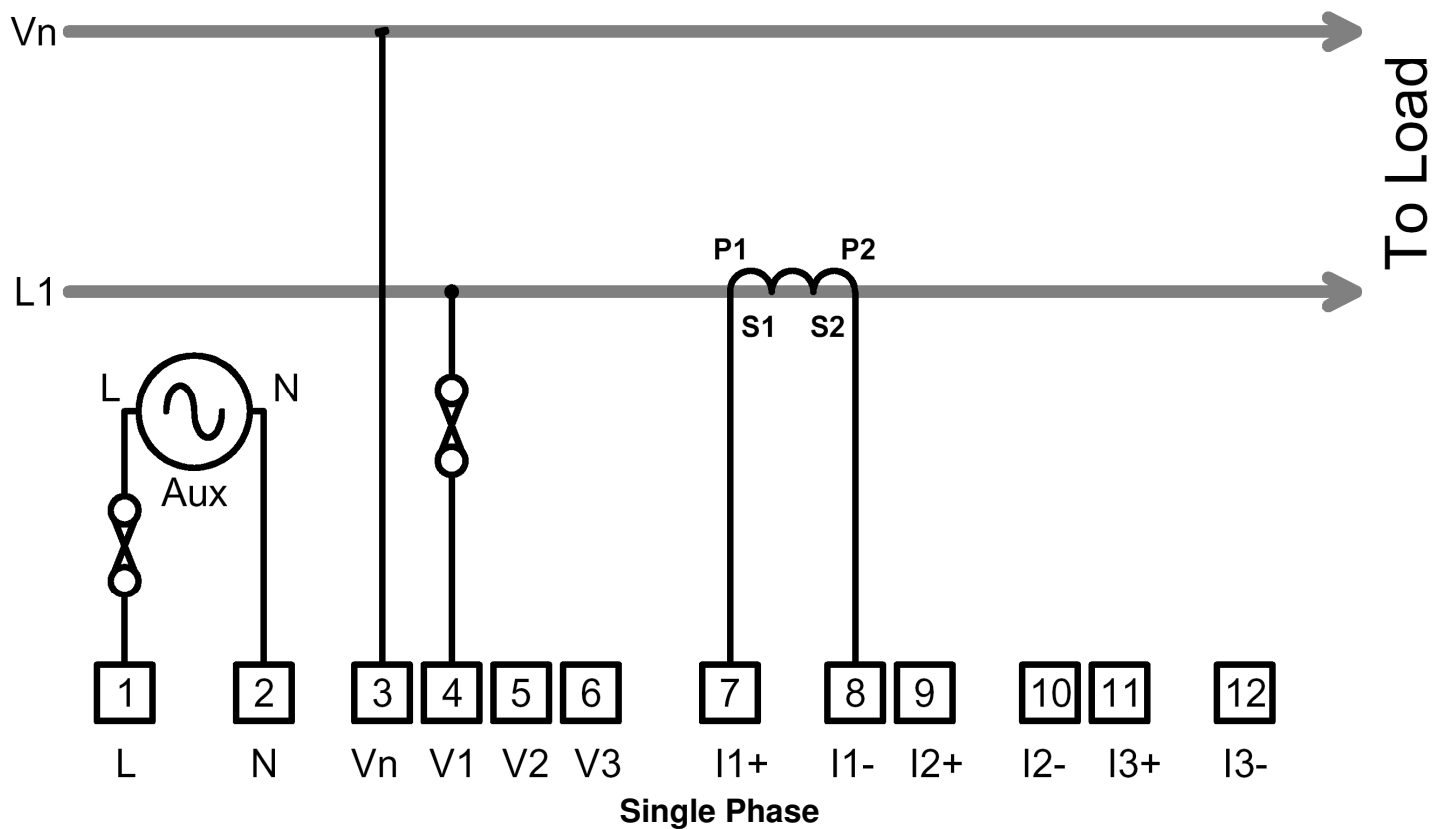 Vn
To Load
P1 P2
L1
S1 S2
L N
Aux
1 2 3 4 5 6 7 8 9 10 11 12
L N Vn V1 V2 V3 I1+ I1- I2+ I2- I3+ I3-
Single Phase